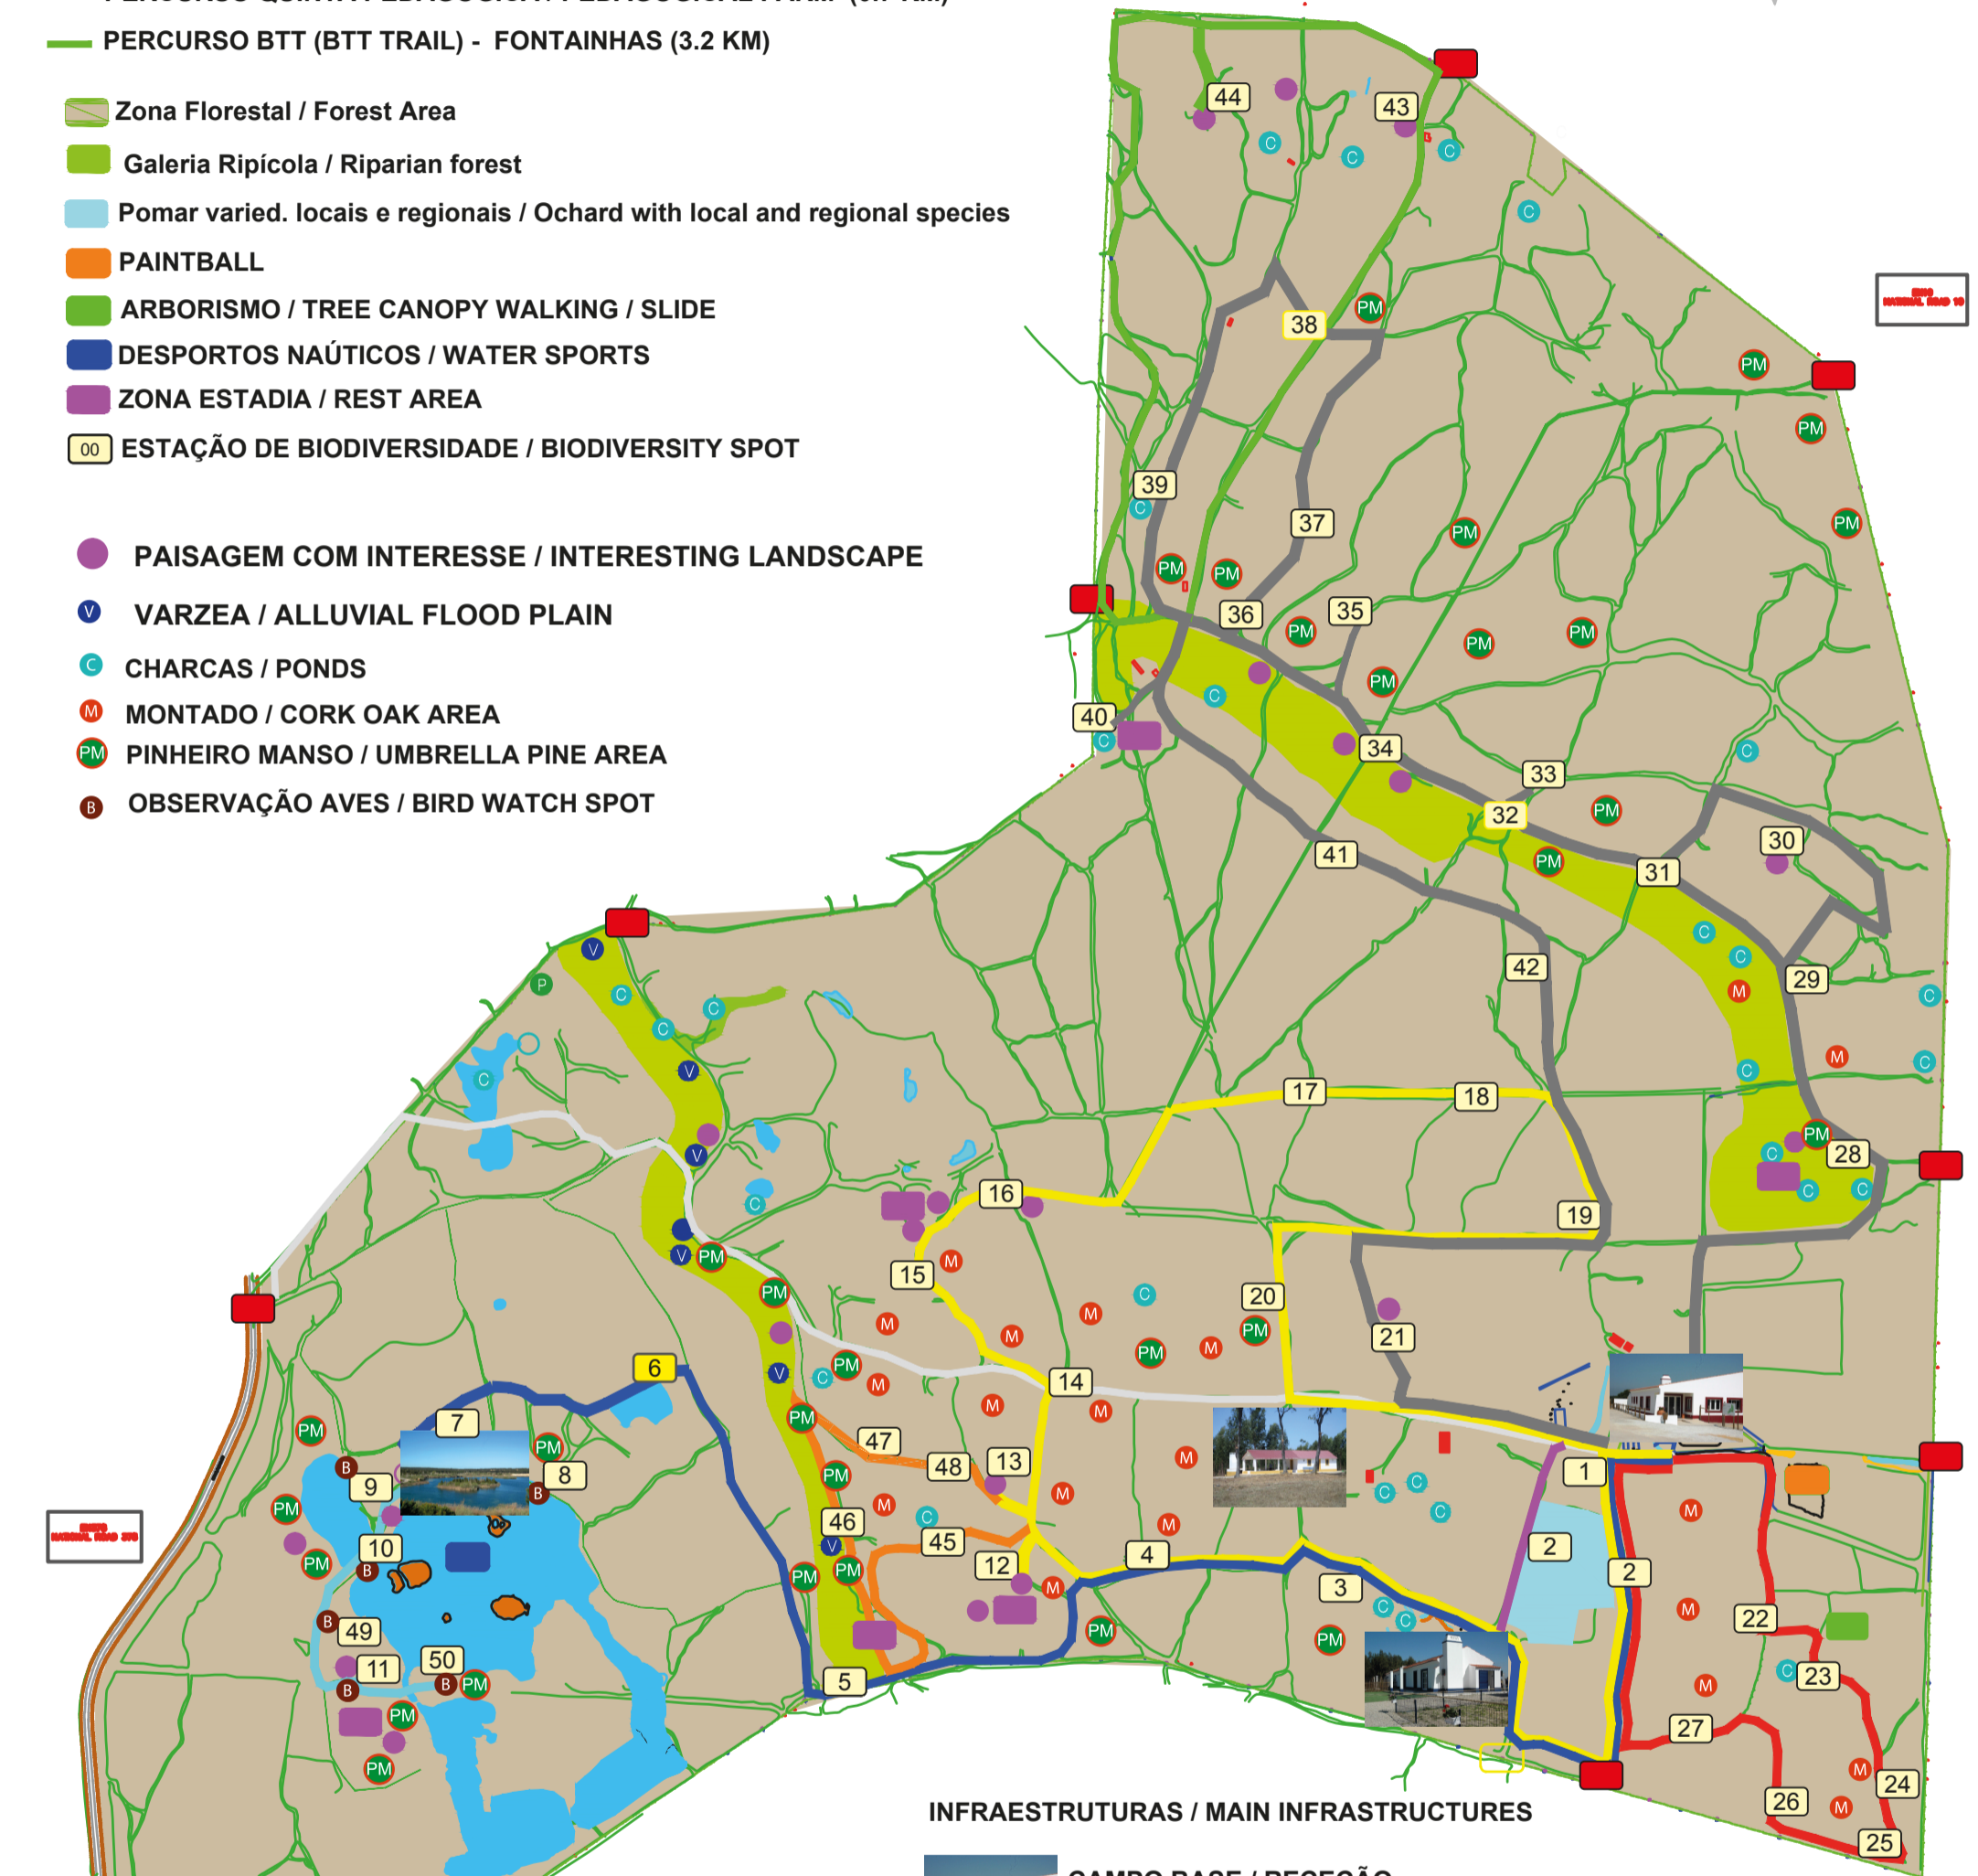 PERCURSO BTT (BTT TRAIL) - FONTAINHAS (3.2 KM)
Zona Florestal / Forest Area
Galeria Ripícola / Riparian forest
Pomar varied. locais e regionais / Ochard with local and regional species
PAINTBALL
ARBORISMO / TREE CANOPY WALKING / SLIDE
DESPORTOS NAÚTICOS / WATER SPORTS
ZONA ESTADIA / REST AREA
00 ESTAÇÃO DE BIODIVERSIDADE / BIODIVERSITY SPOT
PAISAGEM COM INTERESSE / INTERESTING LANDSCAPE
V VARZEA / ALLUVIAL FLOOD PLAIN
C CHARCAS / PONDS
M MONTADO / CORK OAK AREA
PM PINHEIRO MANSO / UMBRELLA PINE AREA
B OBSERVAÇÃO AVES / BIRD WATCH SPOT
44
43
NATIONAL ROAD 10
38
39
37
36
35
40
34
33
32
41
31
30
42
29
17
18
28
16
19
15
20
21
14
6
7
47
48
13
8
9
1
46
45
12
4
3
2
2
10
49
11
50
5
22
23
27
24
26
25
NATIONAL ROAD 378
INFRAESTRUTURAS / MAIN INFRASTRUCTURES